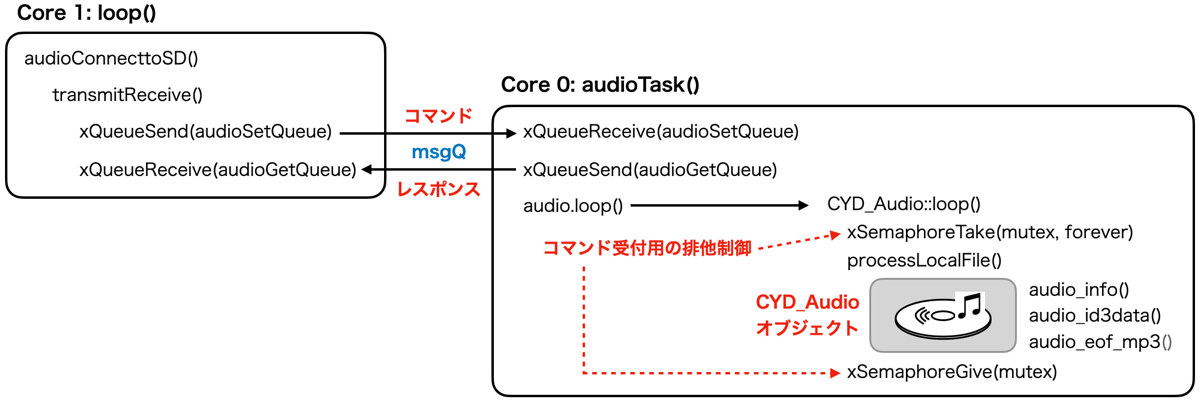 Core 1: loop()
audioConnecttoSD()
transmitReceive()
xQueueSend(audioSetQueue)
xQueueReceive(audioGetQueue)
コマンド
msgQ
レスポンス
Core 0: audioTask()
xQueueReceive(audioSetQueue)
xQueueSend(audioGetQueue)
audio.loop()
CYD_Audio::loop()
コマンド受付用の排他制御
xSemaphoreTake(mutex, forever)
processLocalFile()
CYD_Audio
オブジェクト
audio_info()
audio_id3data()
audio_eof_mp3()
xSemaphoreGive(mutex)